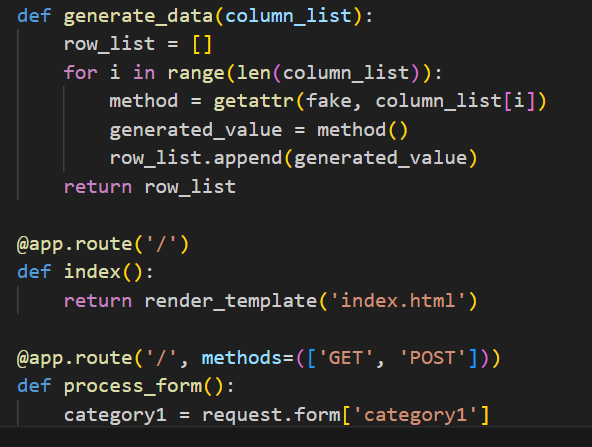 def generate_data(column_list):
    row_list = []
    for i in range(len(column_list)):
        method = getattr(fake, column_list[i])
        generated_value = method()
        row_list.append(generated_value)
    return row_list

@app.route('/')
def index():
    return render_template('index.html')

@app.route('/', methods=(['GET', 'POST']))
def process_form():
    category1 = request.form['category1']